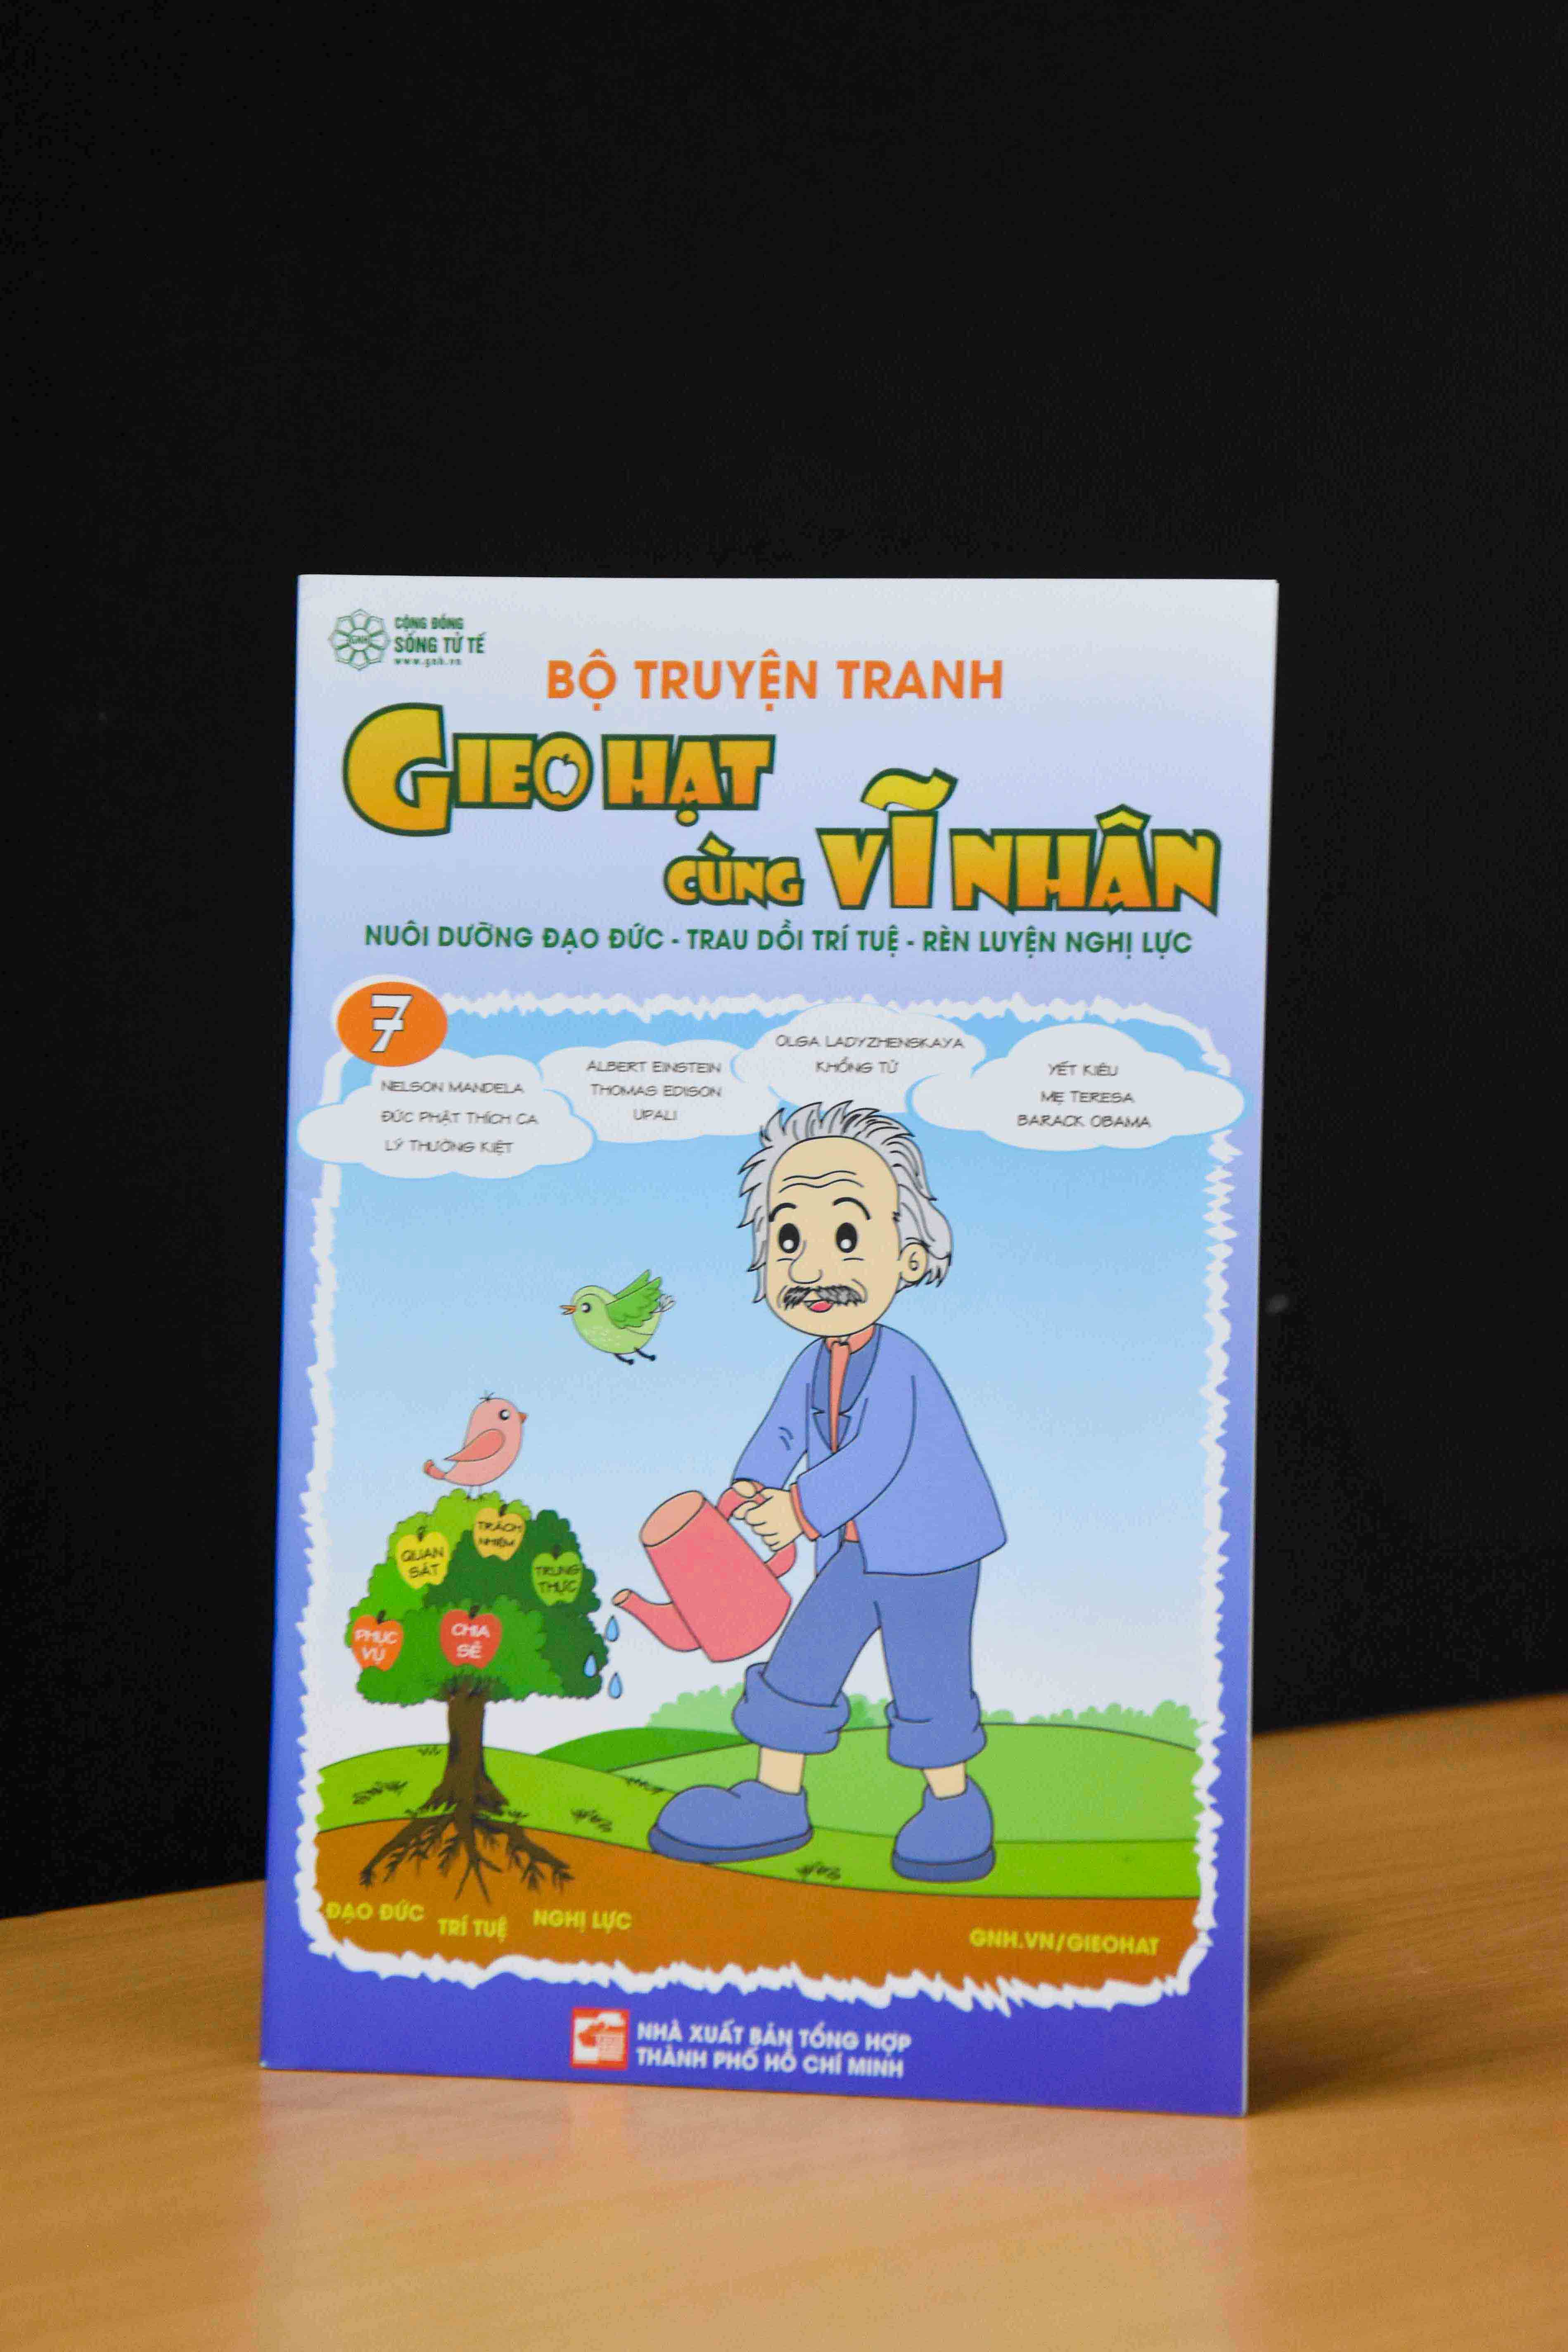 CỘNG ĐỒNG
SỐNG TỬ TẾ
www.gnh.vn
BỘ TRUYỆN TRANH
GIEO HẠT
CÙNG VĨ NHÂN
NUÔI DƯỠNG ĐẠO ĐỨC - TRAU DỒI TRÍ TUỆ - RÈN LUYỆN NGHỊ LỰC
7
NELSON MANDELA
ĐỨC PHẬT THÍCH CA
LÝ THƯỜNG KIỆT
ALBERT EINSTEIN
THOMAS EDISON
UPALI
OLGA LADYZHENSKAYA
KHỔNG TỬ
YẾT KIÊU
MẸ TERESA
BARACK OBAMA
TRÁCH
NHIỆM
QUAN
SÁT
TRUNG
THỰC
PHỤC
VỤ
CHIA
SẺ
ĐẠO ĐỨC
TRÍ TUỆ
NGHỊ LỰC
GNH.VN/GIEOHAT
NHÀ XUẤT BẢN TỔNG HỢP
THÀNH PHỐ HỒ CHÍ MINH